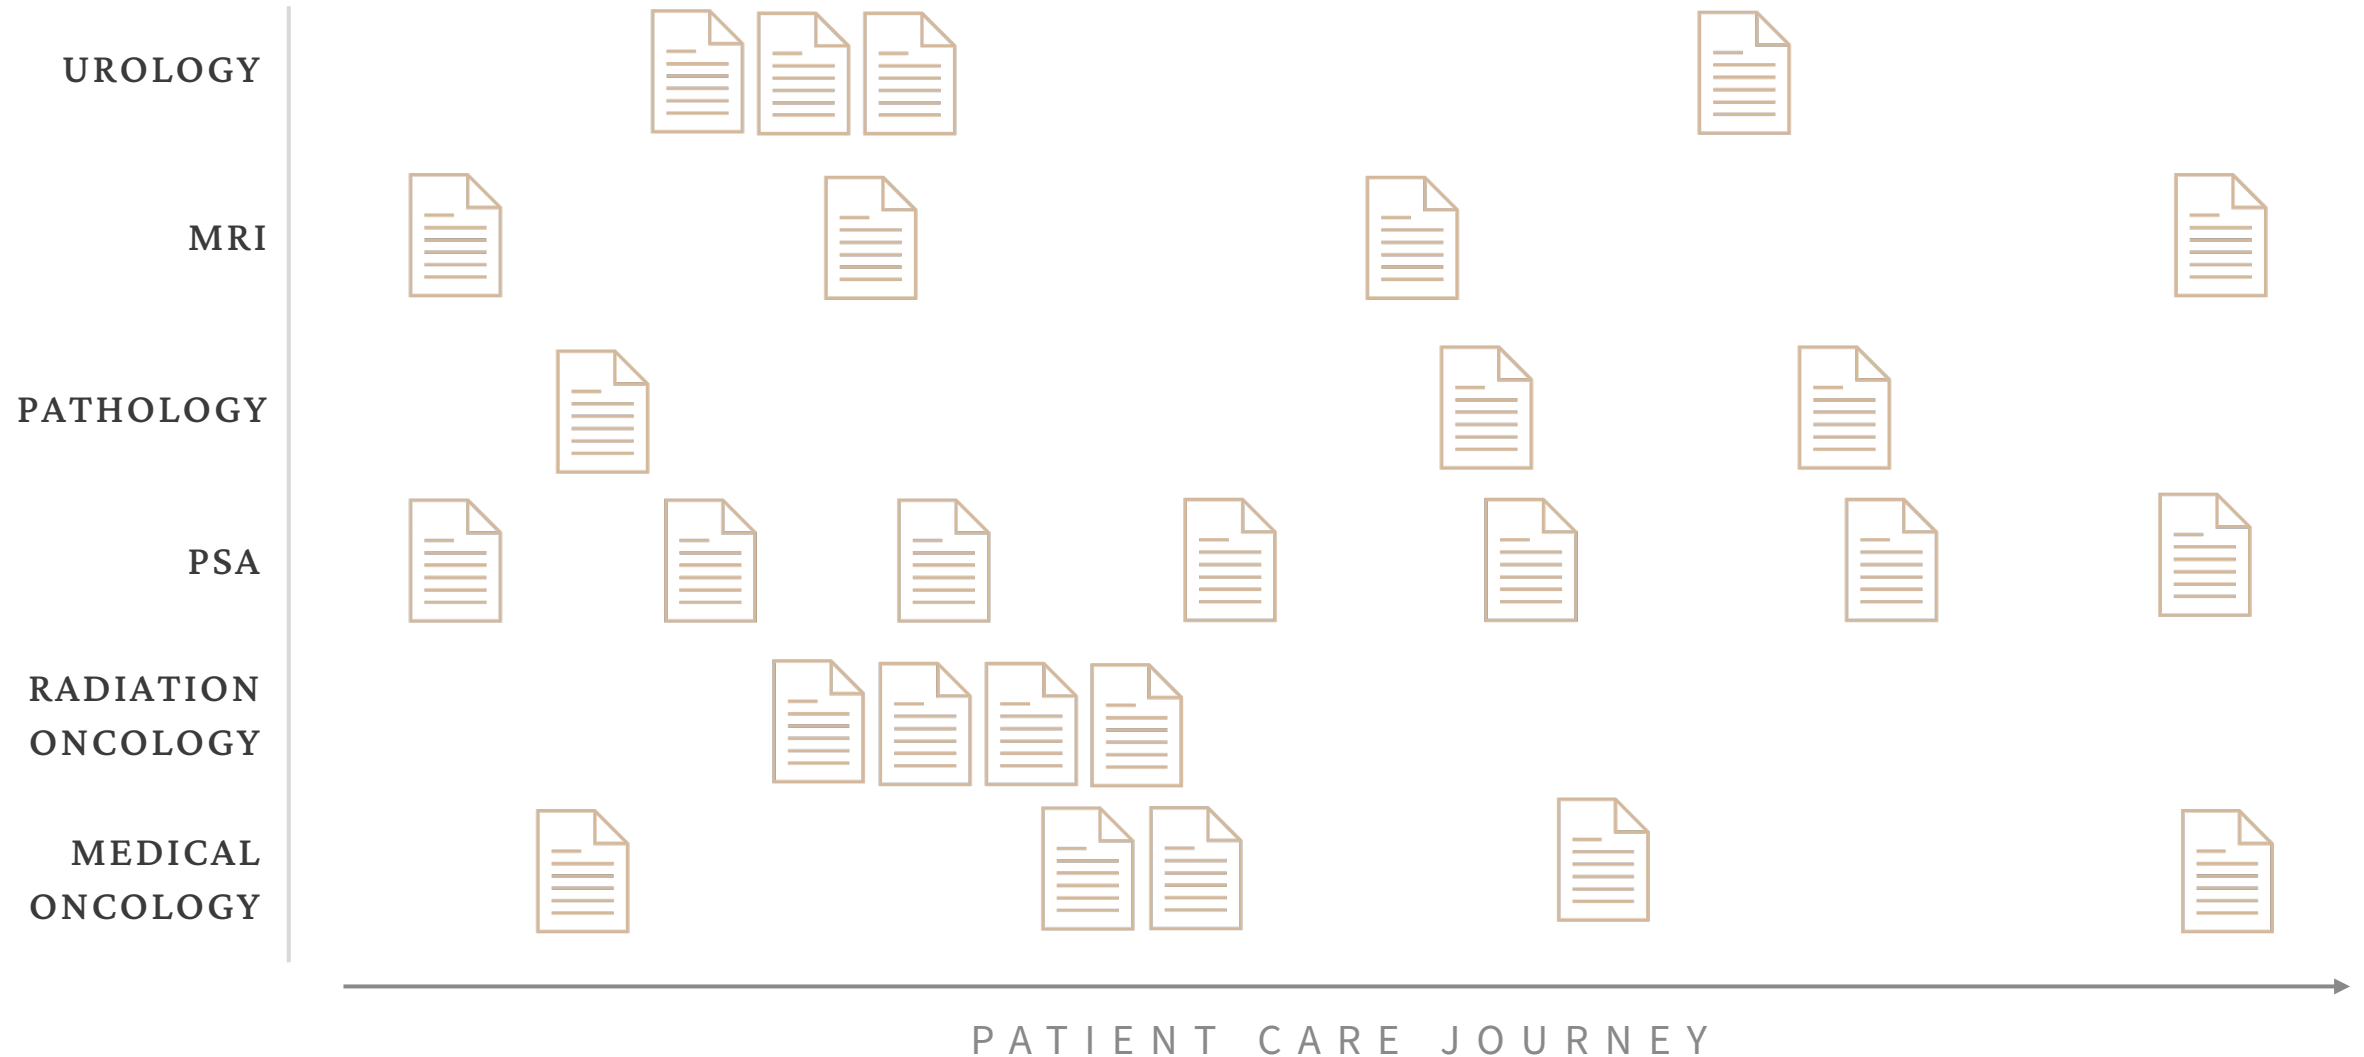 UROLOGY
MRI
PATHOLOGY
PSA
RADIATION
ONCOLOGY
MEDICAL
ONCOLOGY
PATIENT CARE JOURNEY